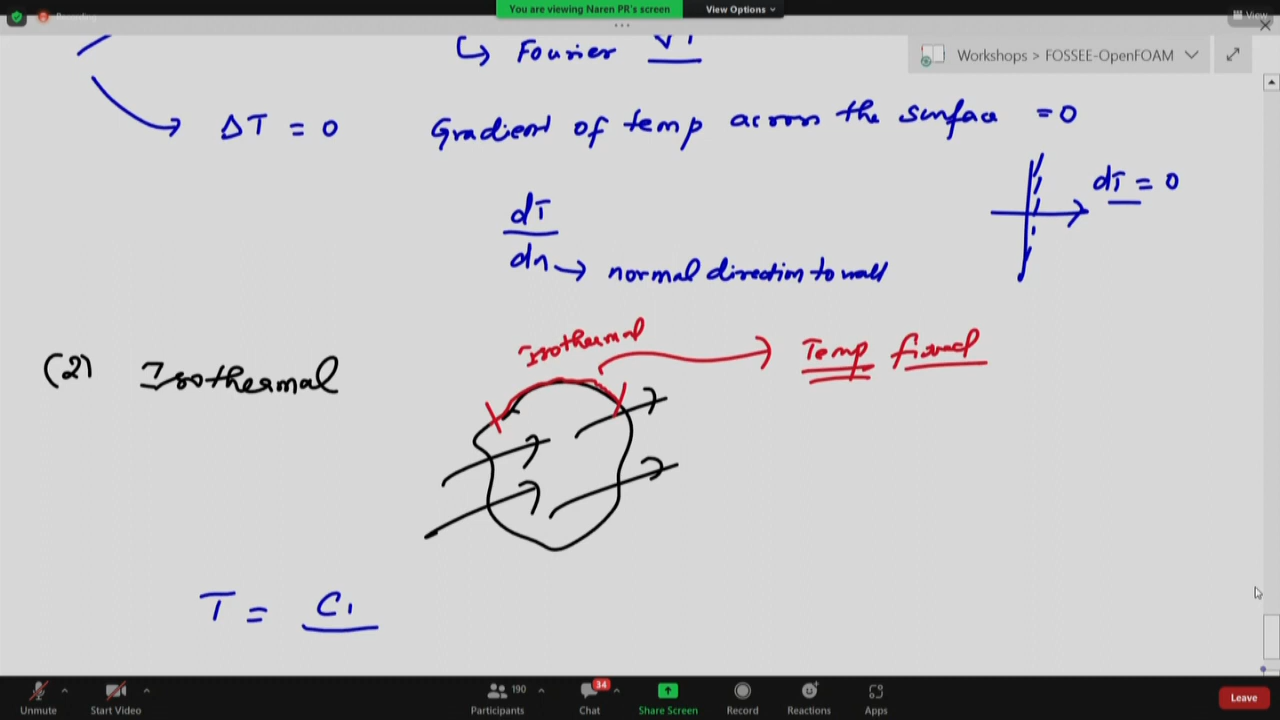 You are viewing Naren PR's screen
View Options
Recording
View
↳ Fourier ∇T
Workshops > FOSSEE-OpenFOAM
ΔT = 0 Gradient of temp across the surface = 0
dT = 0
dT
dn → normal direction to wall
Isothermal
Temp fixed
(2) Isothermal
T = C1
Unmute
Start Video
190
Participants
34
Chat
Share Screen
Record
Reactions
Apps
Leave